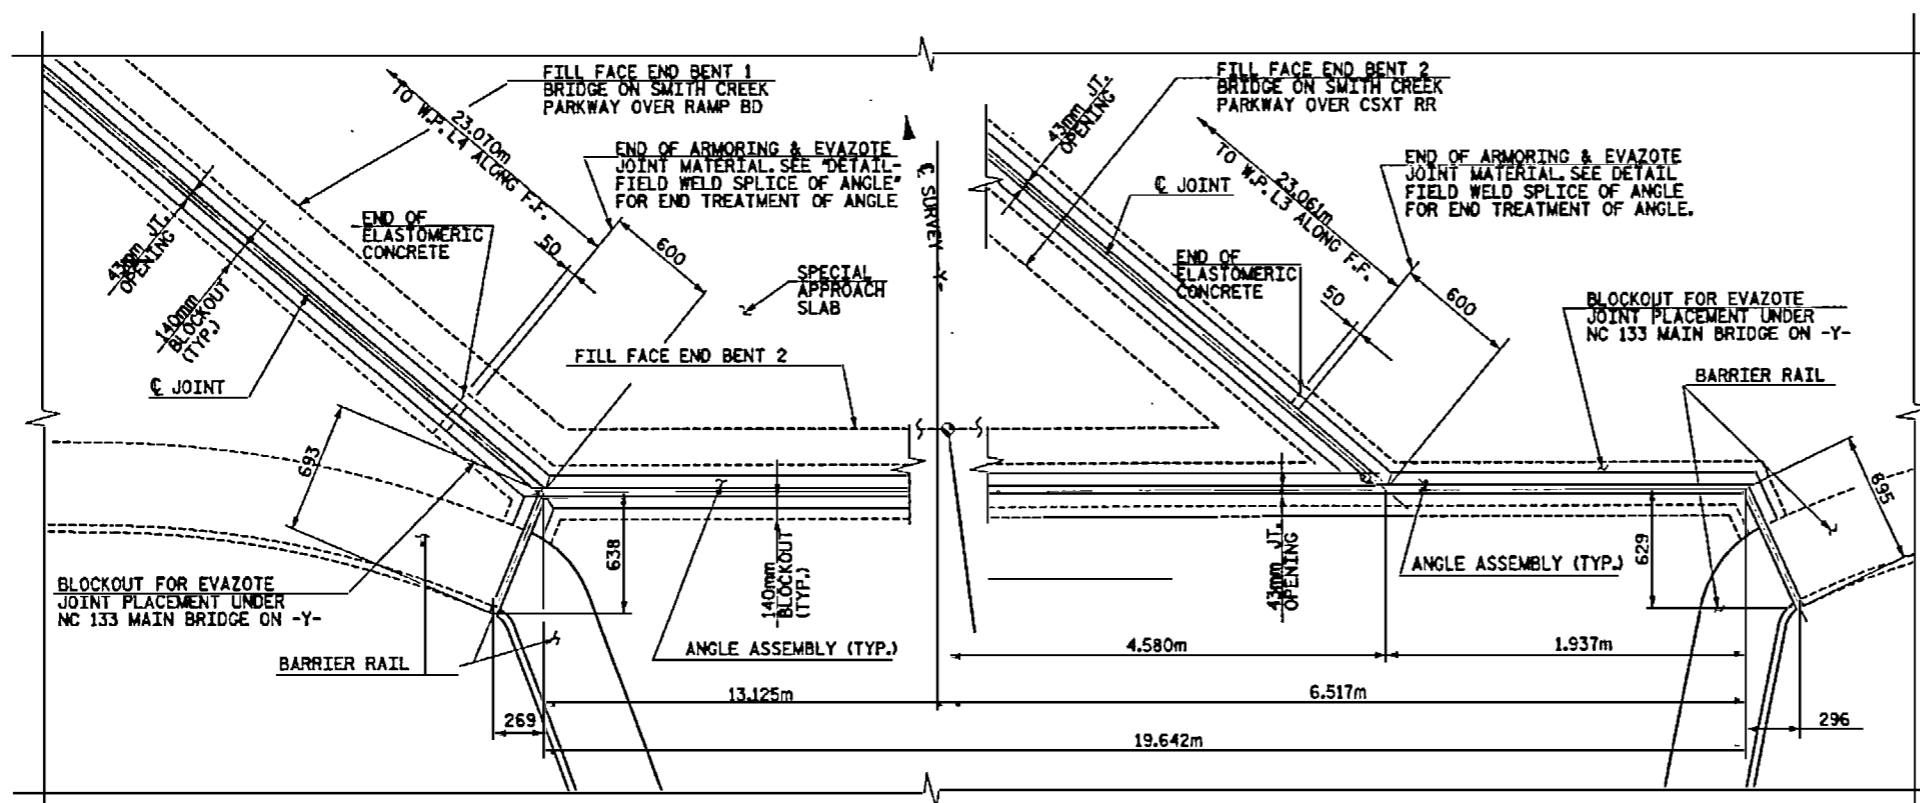 FILL FACE END BENT 1
BRIDGE ON SMITH CREEK
PARKWAY OVER RAMP BD
23.070m
TO W.P. L4 ALONG F.F.
END OF ARMORING & EVAZOTE
JOINT MATERIAL. SEE "DETAIL-
FIELD WELD SPLICE OF ANGLE"
FOR END TREATMENT OF ANGLE
END OF
ELASTOMERIC
CONCRETE
50
600
43mm JT.
OPENING
140mm
BLOCKOUT
(TYP.)
℄ JOINT
SPECIAL
APPROACH
SLAB
FILL FACE END BENT 2
℄ SURVEY -Y-
FILL FACE END BENT 2
BRIDGE ON SMITH CREEK
PARKWAY OVER CSXT RR
43mm JT.
OPENING
℄ JOINT
23.061m
TO W.P. L3 ALONG F.F.
END OF ARMORING & EVAZOTE
JOINT MATERIAL. SEE DETAIL
FIELD WELD SPLICE OF ANGLE
FOR END TREATMENT OF ANGLE.
END OF
ELASTOMERIC
CONCRETE
50
600
BLOCKOUT FOR EVAZOTE
JOINT PLACEMENT UNDER
NC 133 MAIN BRIDGE ON -Y-
BARRIER RAIL
693
638
140mm
BLOCKOUT
(TYP.)
43mm JT.
OPENING
629
895
BLOCKOUT FOR EVAZOTE
JOINT PLACEMENT UNDER
NC 133 MAIN BRIDGE ON -Y-
BARRIER RAIL
ANGLE ASSEMBLY (TYP.)
ANGLE ASSEMBLY (TYP.)
4.580m
1.937m
13.125m
6.517m
269
296
19.642m